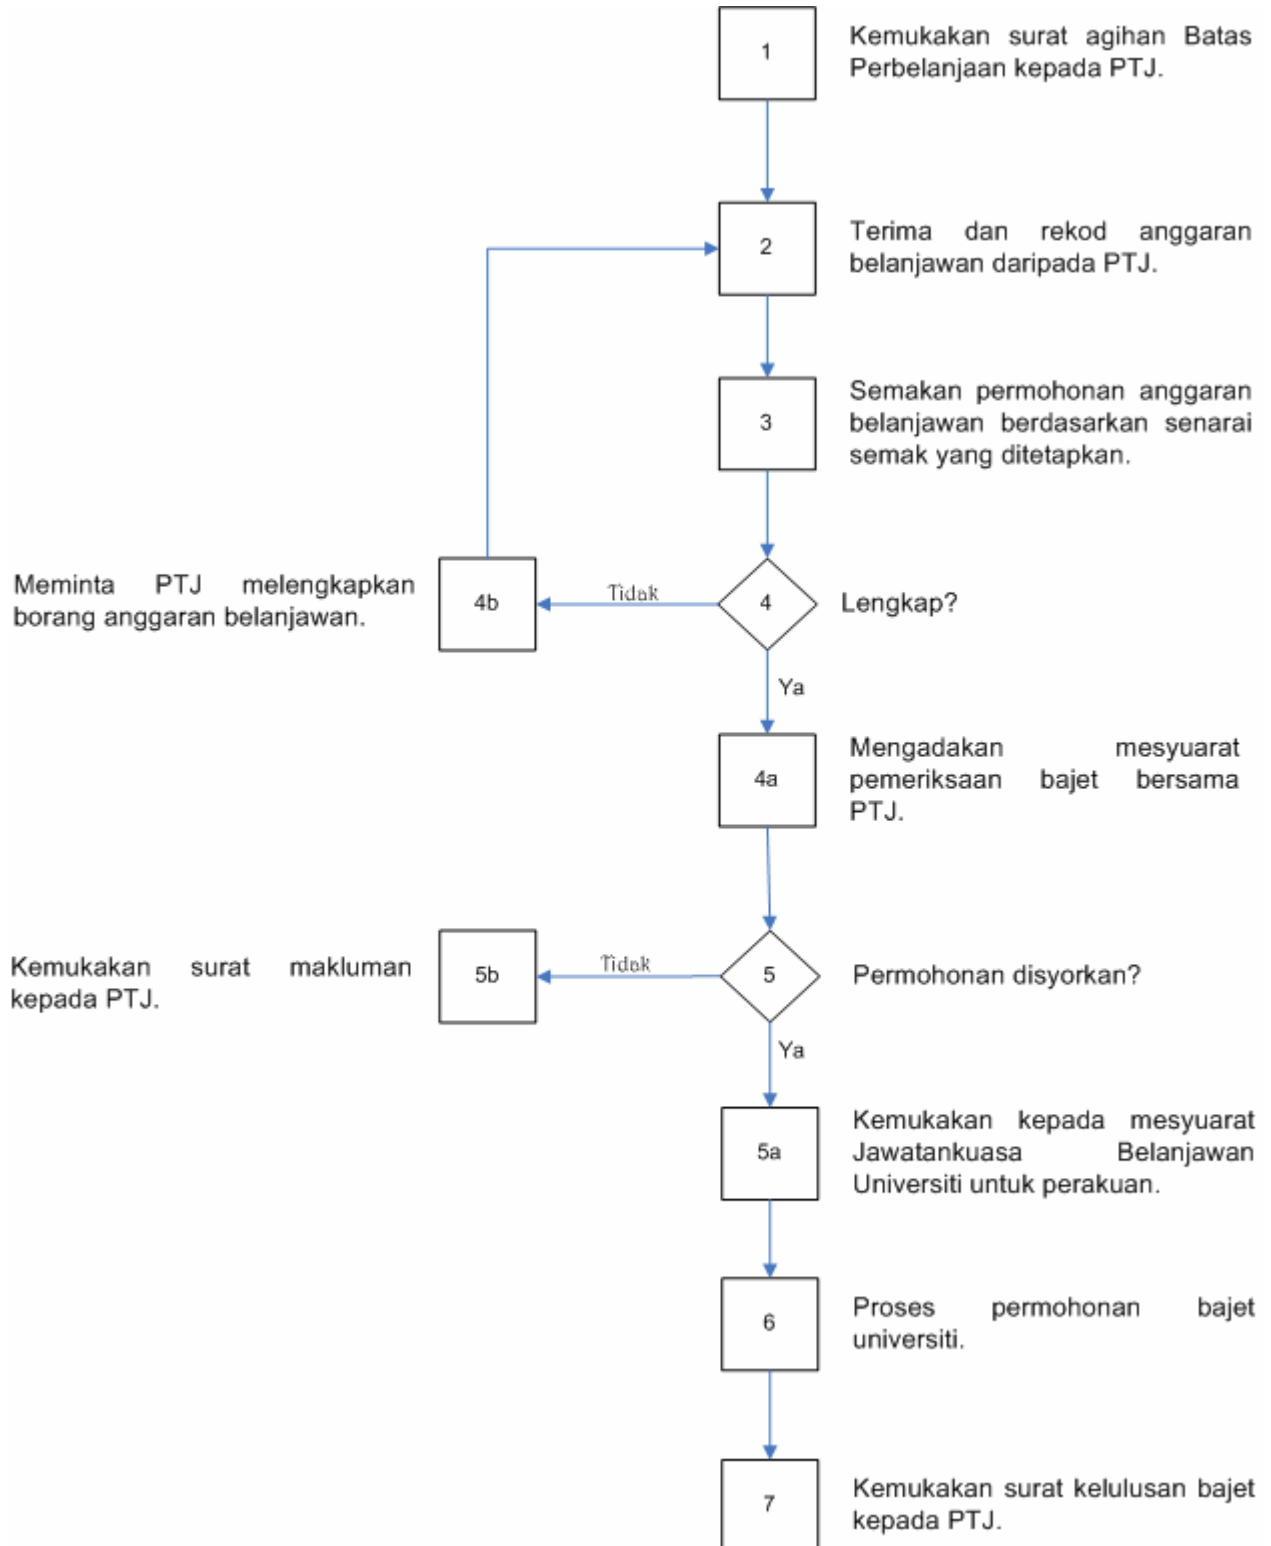 1
Kemukakan surat agihan Batas
Perbelanjaan kepada PTJ.
2
Terima dan rekod anggaran
belanjawan daripada PTJ.
3
Semakan permohonan anggaran
belanjawan berdasarkan senarai
semak yang ditetapkan.
Meminta PTJ melengkapkan
borang anggaran belanjawan.
4b
Tidak
4
Lengkap?
Ya
4a
Mengadakan mesyuarat
pemeriksaan bajet bersama
PTJ.
Kemukakan surat makluman
kepada PTJ.
5b
Tidak
5
Permohonan disyorkan?
Ya
5a
Kemukakan kepada mesyuarat
Jawatankuasa Belanjawan
Universiti untuk perakuan.
6
Proses permohonan bajet
universiti.
7
Kemukakan surat kelulusan bajet
kepada PTJ.